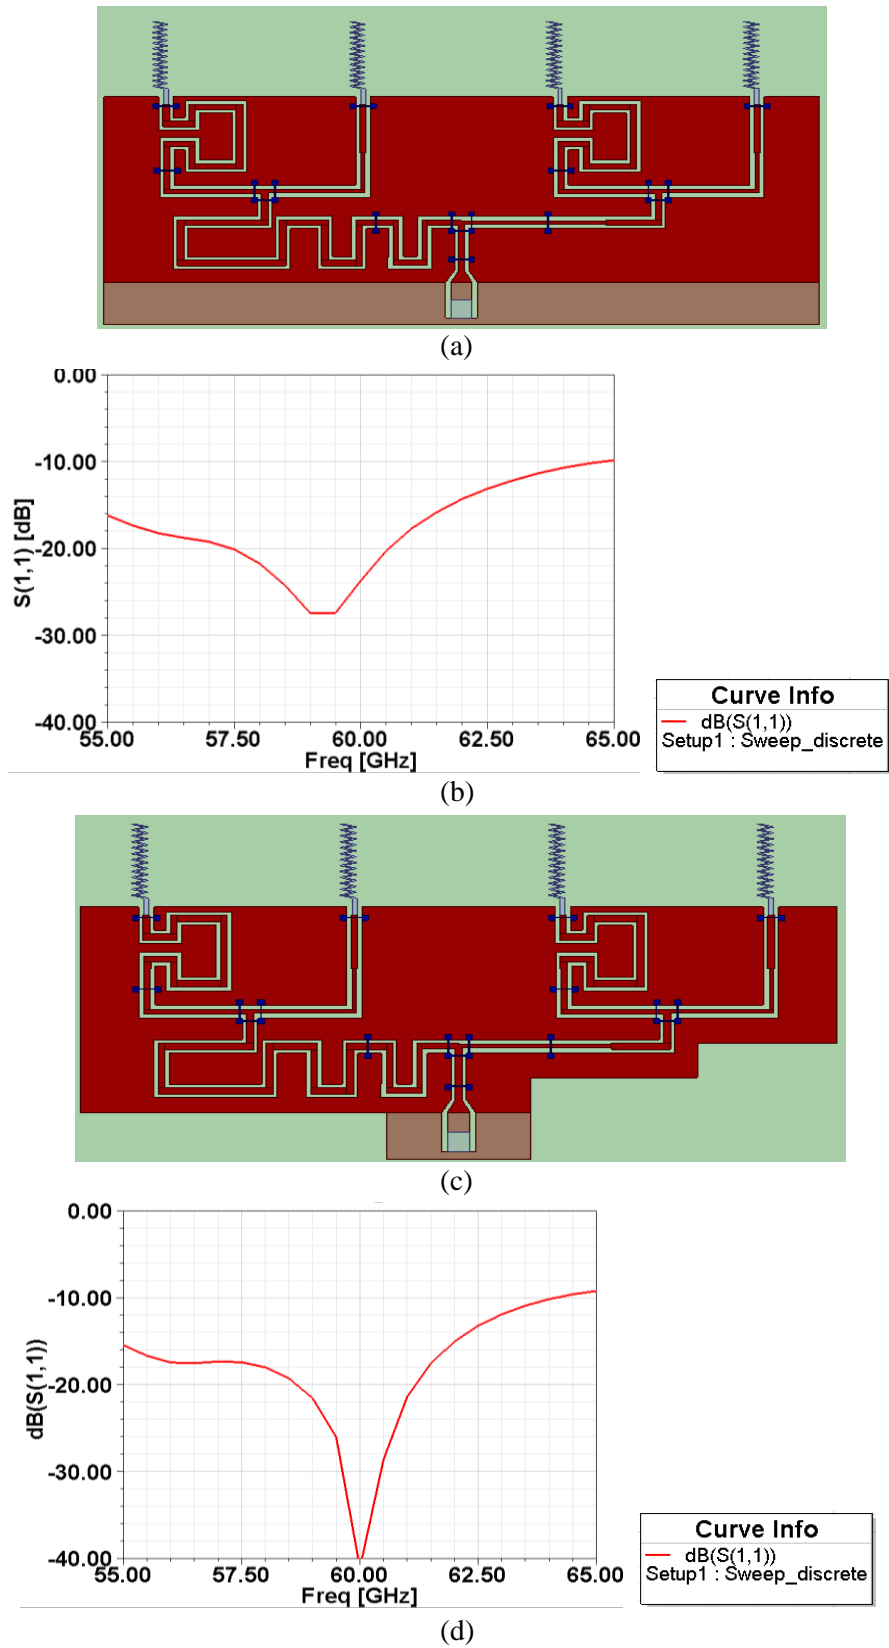 (a)
0.00
-10.00
-20.00
-30.00
-40.00
S(1,1) [dB]
55.00 57.50 60.00 62.50 65.00
Freq [GHz]
Curve Info
dB(S(1,1))
Setup1 : Sweep_discrete
(b)
(c)
0.00
-10.00
-20.00
-30.00
-40.00
dB(S(1,1))
55.00 57.50 60.00 62.50 65.00
Freq [GHz]
Curve Info
dB(S(1,1))
Setup1 : Sweep_discrete
(d)